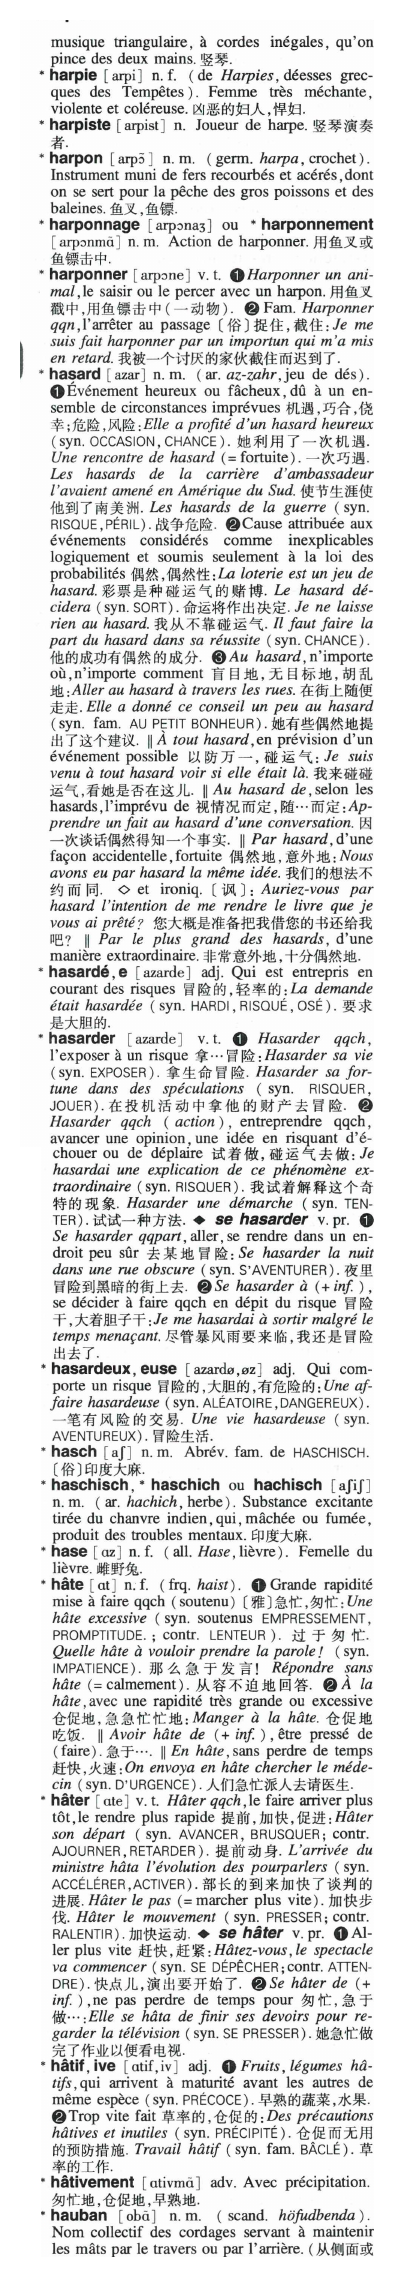 musique triangulaire, à cordes inégales, qu'on
pince des deux mains. 竖琴.
* harpie [arpi] n. f. (de Harpies, déesses grec-
ques des Tempêtes). Femme très méchante,
violente et coléreuse. 凶恶的妇人,悍妇.
* harpiste [arpist] n. Joueur de harpe. 竖琴演奏
者.
* harpon [arpɔ̃] n. m. (germ. harpa, crochet).
Instrument muni de fers recourbés et acérés, dont
on se sert pour la pêche des gros poissons et des
baleines. 鱼叉,鱼镖.
* harponnage [arpɔnaʒ] ou * harponnement
[arpɔnmɑ̃] n. m. Action de harponner. 用鱼叉或
鱼镖击中.
* harponner [arpɔne] v. t. ❶ Harponner un ani-
mal, le saisir ou le percer avec un harpon. 用鱼叉
戳中,用鱼镖击中(一动物). ❷ Fam. Harponner
qqn, l'arrêter au passage〔俗〕捉住,截住: Je me
suis fait harponner par un importun qui m'a mis
en retard. 我被一个讨厌的家伙截住而迟到了.
* hasard [azar] n. m. (ar. az-zahr, jeu de dés).
❶ Événement heureux ou fâcheux, dû à un en-
semble de circonstances imprévues 机遇,巧合,侥
幸;危险,风险: Elle a profité d'un hasard heureux
(syn. OCCASION, CHANCE). 她利用了一次机遇.
Une rencontre de hasard (= fortuite). 一次巧遇.
Les hasards de la carrière d'ambassadeur
l'avaient amené en Amérique du Sud. 使节生涯使
他到了南美洲. Les hasards de la guerre (syn.
RISQUE, PÉRIL). 战争危险. ❷ Cause attribuée aux
événements considérés comme inexplicables
logiquement et soumis seulement à la loi des
probabilités 偶然,偶然性: La loterie est un jeu de
hasard. 彩票是种碰运气的赌博. Le hasard dé-
cidera (syn. SORT). 命运将作出决定. Je ne laisse
rien au hasard. 我从不靠碰运气. Il faut faire la
part du hasard dans sa réussite (syn. CHANCE).
他的成功有偶然的成分. ❸ Au hasard, n'importe
où, n'importe comment 盲目地,无目标地,胡乱
地: Aller au hasard à travers les rues. 在街上随便
走走. Elle a donné ce conseil un peu au hasard
(syn. fam. AU PETIT BONHEUR). 她有些偶然地提
出了这个建议. ‖ À tout hasard, en prévision d'un
événement possible 以防万一,碰运气: Je suis
venu à tout hasard voir si elle était là. 我来碰碰
运气,看她是否在这儿. ‖ Au hasard de, selon les
hasards, l'imprévu de 视情况而定,随…而定: Ap-
prendre un fait au hasard d'une conversation. 因
一次谈话偶然得知一个事实. ‖ Par hasard, d'une
façon accidentelle, fortuite 偶然地,意外地: Nous
avons eu par hasard la même idée. 我们的想法不
约而同. ◇ et ironiq.〔讽〕: Auriez-vous par
hasard l'intention de me rendre le livre que je
vous ai prêté? 您大概是准备把我借您的书还给我
吧? ‖ Par le plus grand des hasards, d'une
manière extraordinaire. 非常意外地,十分偶然地.
* hasardé, e [azarde] adj. Qui est entrepris en
courant des risques 冒险的,轻率的: La demande
était hasardée (syn. HARDI, RISQUÉ, OSÉ). 要求
是大胆的.
* hasarder [azarde] v. t. ❶ Hasarder qqch,
l'exposer à un risque 拿…冒险: Hasarder sa vie
(syn. EXPOSER). 拿生命冒险. Hasarder sa for-
tune dans des spéculations (syn. RISQUER,
JOUER). 在投机活动中拿他的财产去冒险. ❷
Hasarder qqch (action), entreprendre qqch,
avancer une opinion, une idée en risquant d'é-
chouer ou de déplaire 试着做,碰运气去做: Je
hasardai une explication de ce phénomène ex-
traordinaire (syn. RISQUER). 我试着解释这个奇
特的现象. Hasarder une démarche (syn. TEN-
TER). 试试一种方法. ◆ se hasarder v. pr. ❶
Se hasarder qqpart, aller, se rendre dans un en-
droit peu sûr 去某地冒险: Se hasarder la nuit
dans une rue obscure (syn. S'AVENTURER). 夜里
冒险到黑暗的街上去. ❷ Se hasarder à (+ inf.),
se décider à faire qqch en dépit du risque 冒险
干,大着胆子干: Je me hasardai à sortir malgré le
temps menaçant. 尽管暴风雨要来临,我还是冒险
出去了.
* hasardeux, euse [azardø, øz] adj. Qui com-
porte un risque 冒险的,大胆的,有危险的: Une af-
faire hasardeuse (syn. ALÉATOIRE, DANGEREUX).
一笔有风险的交易. Une vie hasardeuse (syn.
AVENTUREUX). 冒险生活.
* hasch [aʃ] n. m. Abrév. fam. de HASCHISCH.
〔俗〕印度大麻.
* haschisch, * haschich ou hachisch [aʃiʃ]
n. m. (ar. hachich, herbe). Substance excitante
tirée du chanvre indien, qui, mâchée ou fumée,
produit des troubles mentaux. 印度大麻.
* hase [ɑz] n. f. (all. Hase, lièvre). Femelle du
lièvre. 雌野兔.
* hâte [ɑt] n. f. (frq. haist). ❶ Grande rapidité
mise à faire qqch (soutenu)〔雅〕急忙,匆忙: Une
hâte excessive (syn. soutenus EMPRESSEMENT,
PROMPTITUDE. ; contr. LENTEUR). 过于匆忙.
Quelle hâte à vouloir prendre la parole! (syn.
IMPATIENCE). 那么急于发言! Répondre sans
hâte (= calmement). 从容不迫地回答. ❷ À la
hâte, avec une rapidité très grande ou excessive
仓促地,急急忙忙地: Manger à la hâte. 仓促地
吃饭. ‖ Avoir hâte de (+ inf.), être pressé de
(faire). 急于…. ‖ En hâte, sans perdre de temps
赶快,火速: On envoya en hâte chercher le méde-
cin (syn. D'URGENCE). 人们急忙派人去请医生.
* hâter [ɑte] v. t. Hâter qqch, le faire arriver plus
tôt, le rendre plus rapide 提前,加快,促进: Hâter
son départ (syn. AVANCER, BRUSQUER; contr.
AJOURNER, RETARDER). 提前动身. L'arrivée du
ministre hâta l'évolution des pourparlers (syn.
ACCÉLÉRER, ACTIVER). 部长的到来加快了谈判的
进展. Hâter le pas (= marcher plus vite). 加快步
伐. Hâter le mouvement (syn. PRESSER; contr.
RALENTIR). 加快运动. ◆ se hâter v. pr. ❶ Al-
ler plus vite 赶快,赶紧: Hâtez-vous, le spectacle
va commencer (syn. SE DÉPÊCHER; contr. ATTEN-
DRE). 快点儿,演出要开始了. ❷ Se hâter de (+
inf.), ne pas perdre de temps pour 匆忙,急于
做…: Elle se hâta de finir ses devoirs pour re-
garder la télévision (syn. SE PRESSER). 她急忙做
完了作业以便看电视.
* hâtif, ive [ɑtif, iv] adj. ❶ Fruits, légumes hâ-
tifs, qui arrivent à maturité avant les autres de
même espèce (syn. PRÉCOCE). 早熟的蔬菜,水果.
❷ Trop vite fait 草率的,仓促的: Des précautions
hâtives et inutiles (syn. PRÉCIPITÉ). 仓促而无用
的预防措施. Travail hâtif (syn. fam. BÂCLÉ). 草
率的工作.
* hâtivement [ɑtivmɑ̃] adv. Avec précipitation.
匆忙地,仓促地,早熟地.
* hauban [obɑ̃] n. m. (scand. höfudbenda).
Nom collectif des cordages servant à maintenir
les mâts par le travers ou par l'arrière. (从侧面或